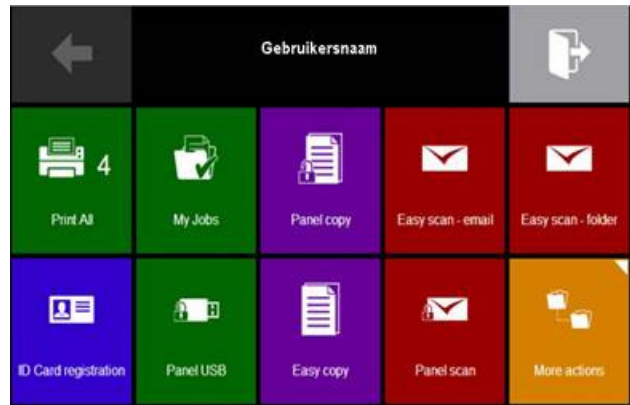 Gebruikersnaam
4
Print All
My Jobs
Panel copy
Easy scan - email
Easy scan - folder
ID Card registration
Panel USB
Easy copy
Panel scan
More actions